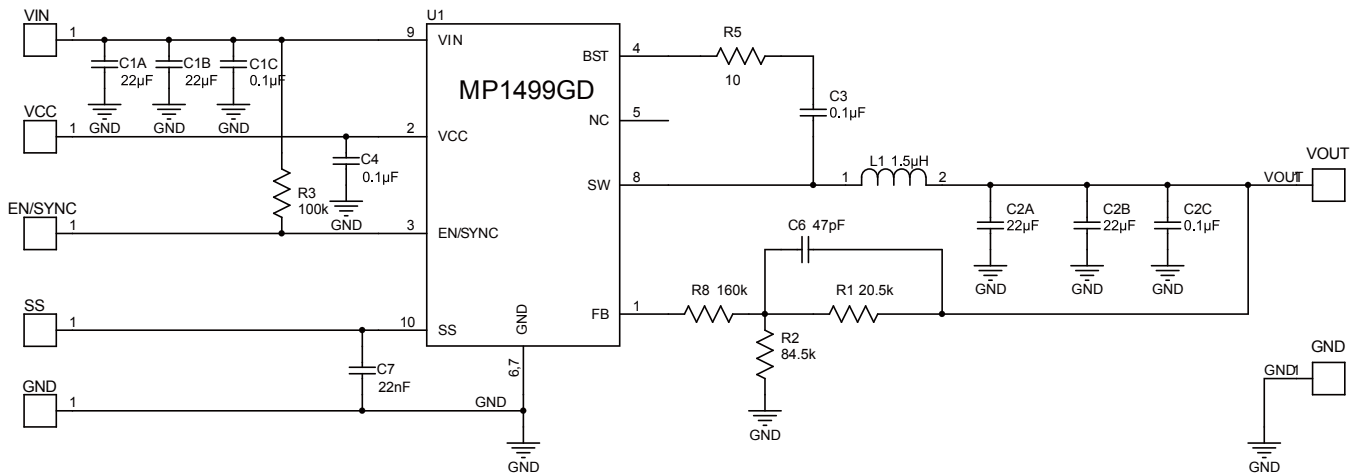 VIN
1
C1A
22µF
GND
C1B
22µF
GND
C1C
0.1µF
GND
VCC
1
C4
0.1µF
GND
R3
100k
EN/SYNC
1
SS
1
C7
22nF
GND
1
GND
GND
U1
MP1499GD
9
VIN
2
VCC
3
EN/SYNC
10
SS
GND
6,7
BST
4
NC
5
SW
8
FB
1
R5
10
C3
0.1µF
L1 1.5µH
1
2
C6 47pF
R8 160k
R1 20.5k
R2
84.5k
GND
C2A
22µF
GND
C2B
22µF
GND
C2C
0.1µF
GND
VOUT
VOUT1
GND
GND1
GND